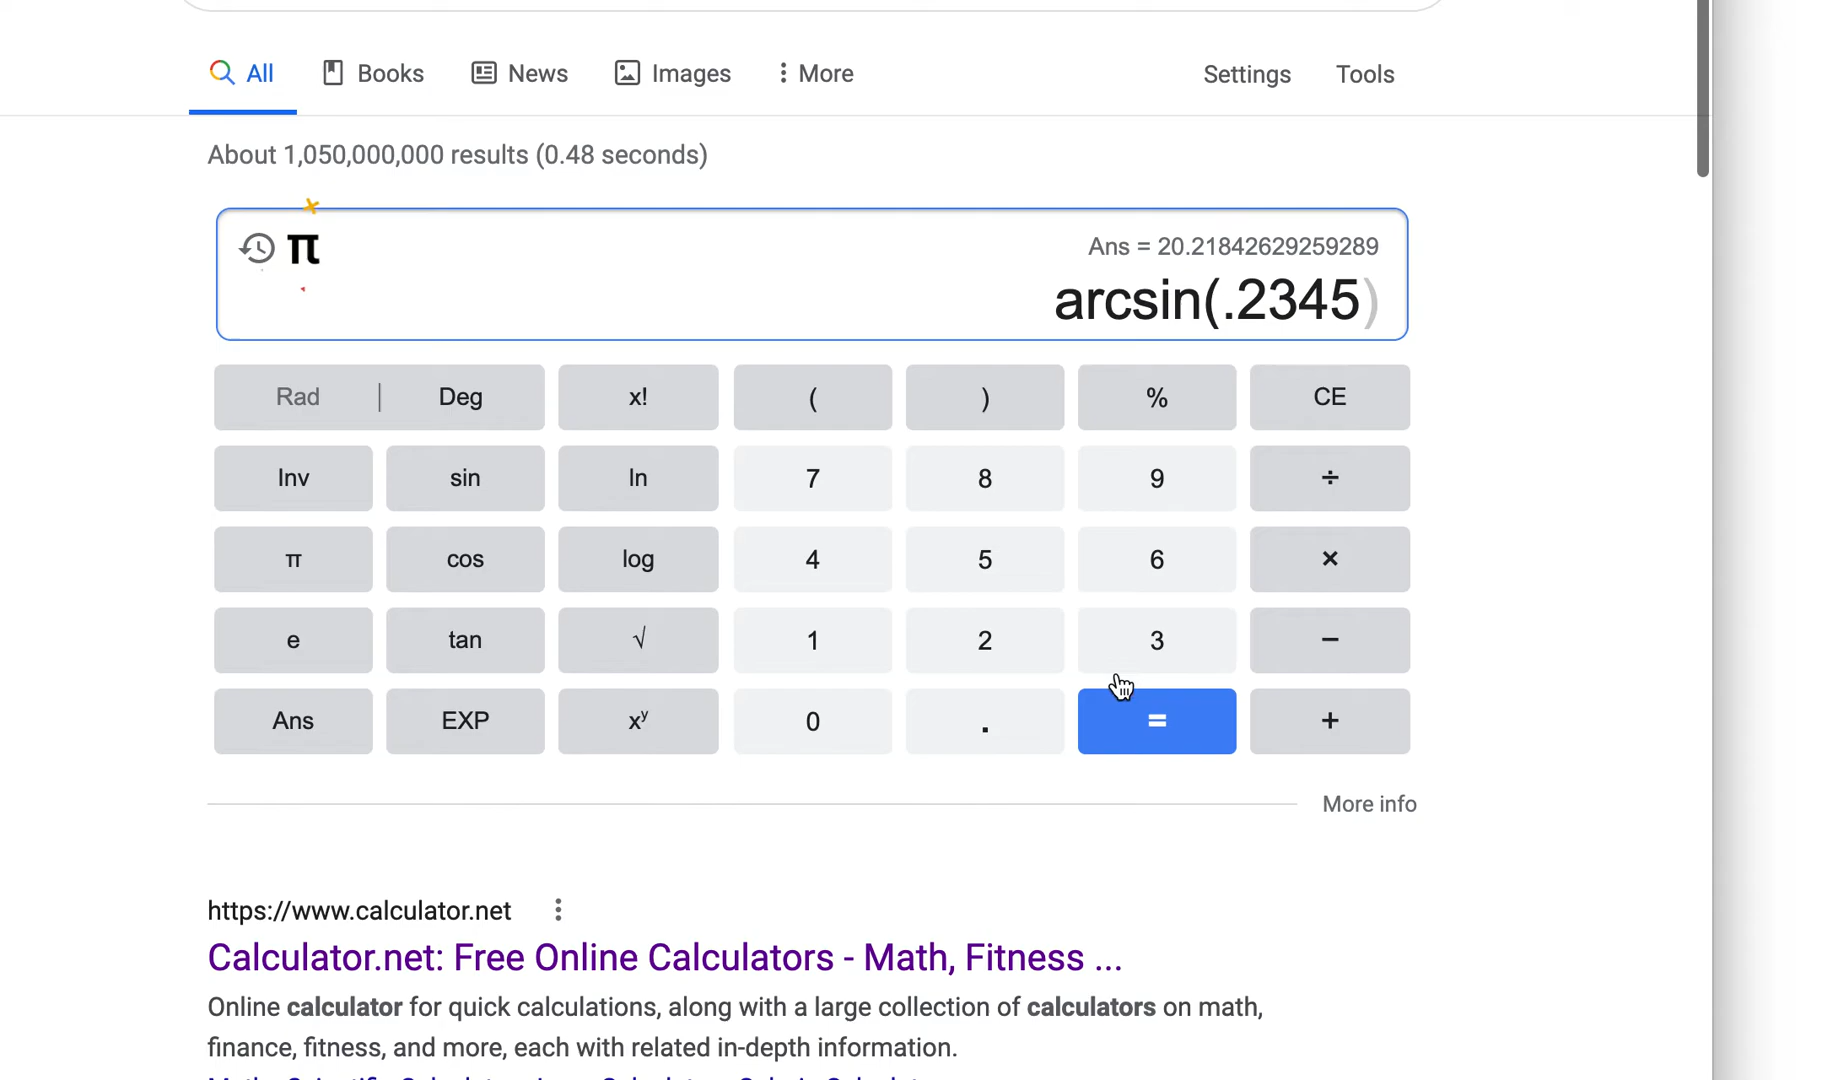 All Books News Images More Settings Tools
About 1,050,000,000 results (0.48 seconds)
π Ans = 20.21842629259289
arcsin(.2345)
Rad | Deg x! ( ) % CE
Inv sin ln 7 8 9 ÷
π cos log 4 5 6 ×
e tan √ 1 2 3 −
Ans EXP xʸ 0 . = +
More info
https://www.calculator.net
Calculator.net: Free Online Calculators - Math, Fitness ...
Online calculator for quick calculations, along with a large collection of calculators on math,
finance, fitness, and more, each with related in-depth information.